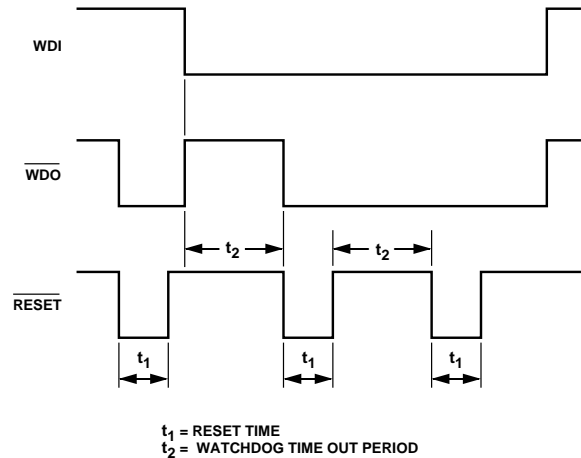 WDI
WDO
t2
t2
RESET
t1
t1
t1
t1 = RESET TIME
t2 = WATCHDOG TIME OUT PERIOD